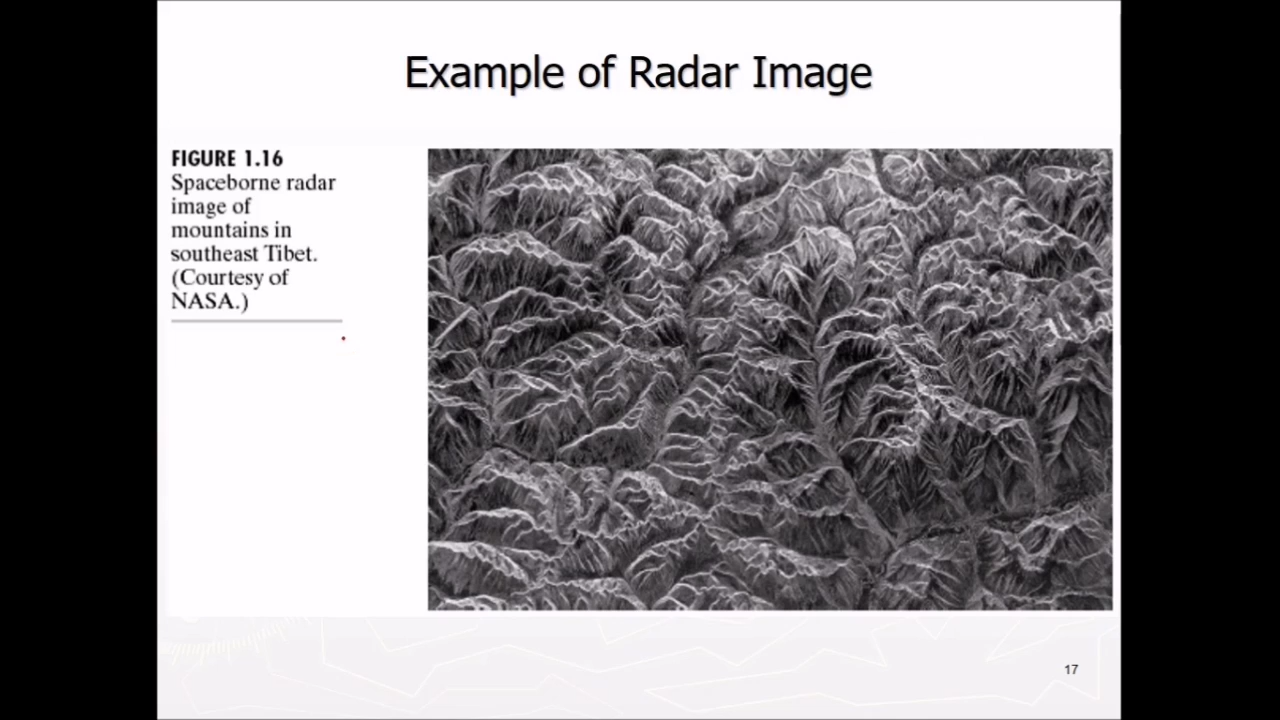 Example of Radar Image
FIGURE 1.16
Spaceborne radar
image of
mountains in
southeast Tibet.
(Courtesy of
NASA.)
17